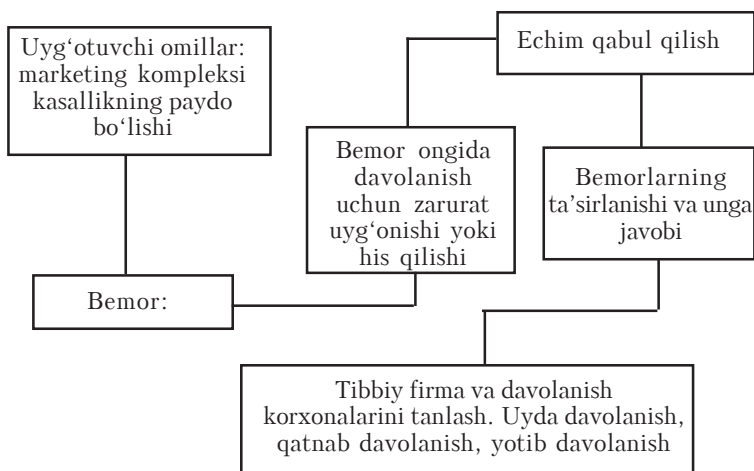 Uyg‘otuvchi omillar:
marketing kompleksi
kasallikning paydo
bo‘lishi
Bemor:
Bemor ongida
davolanish
uchun zarurat
uyg‘onishi yoki
his qilishi
Echim qabul qilish
Bemorlarning
ta’sirlanishi va unga
javobi
Tibbiy firma va davolanish
korxonalarini tanlash. Uyda davolanish,
qatnab davolanish, yotib davolanish